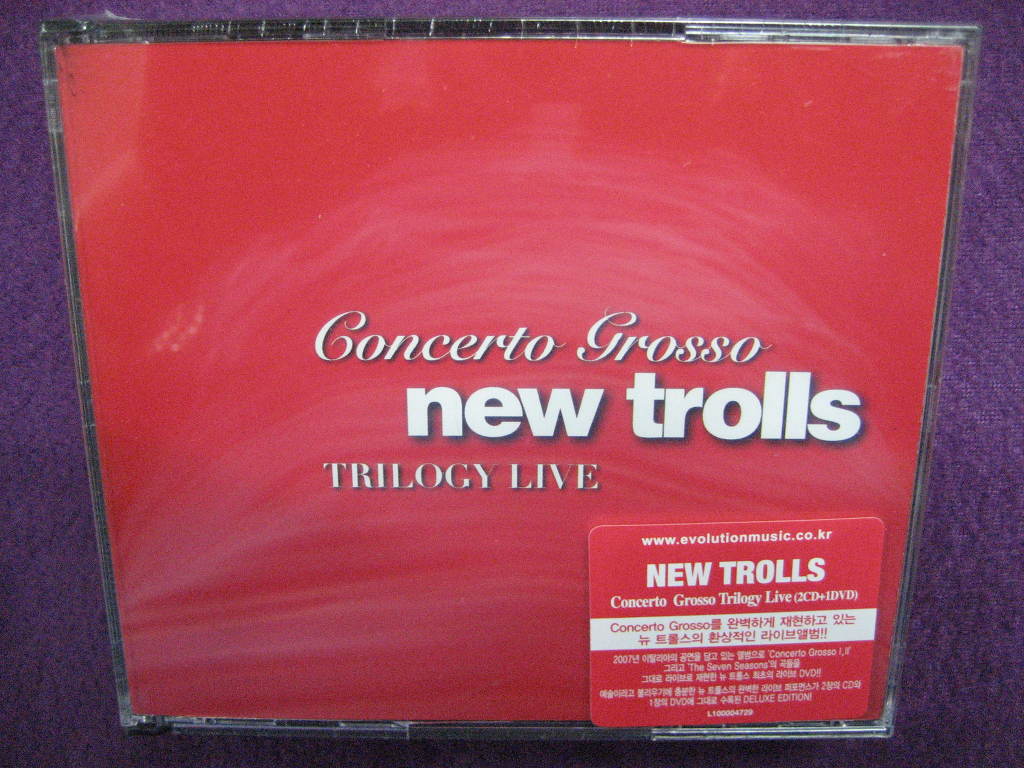 Concerto Grosso
new trolls
TRILOGY LIVE
www.evolutionmusic.co.kr
NEW TROLLS
Concerto Grosso Trilogy Live (2CD+1DVD)
Concerto Grosso를 완벽하게 재현하고 있는
뉴 트롤스의 환상적인 라이브앨범!!
2007년 이탈리아의 공연을 담고 있는 앨범으로 'Concerto Grosso I,II'
그리고 'The Seven Seasons'의 곡들을
그대로 라이브로 재현한 뉴 트롤스 최초의 라이브 DVD!!
예술이라고 불리우기에 충분한 뉴 트롤스의 완벽한 라이브 퍼포먼스가 2장의 CD와
1장의 DVD에 그대로 수록된 DELUXE EDITION!
L100004729